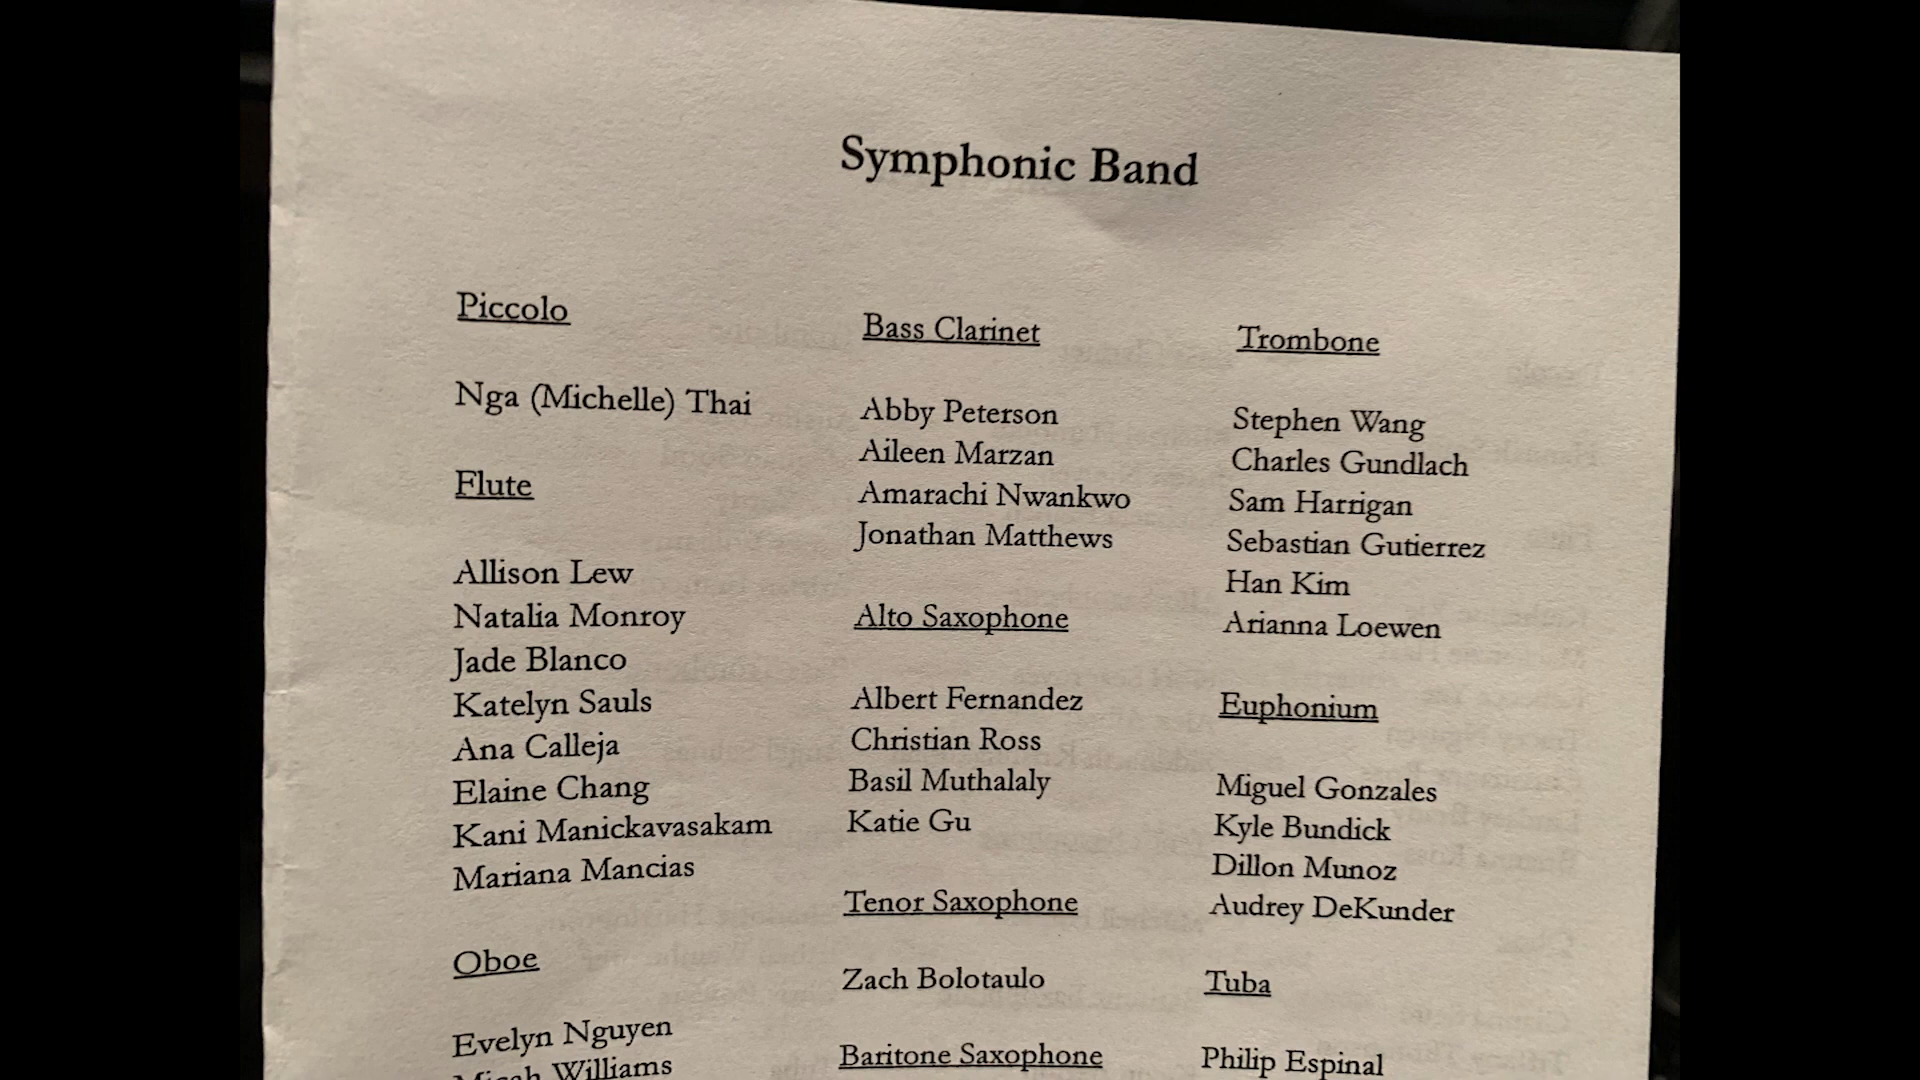 Symphonic Band
Piccolo
Nga (Michelle) Thai
Flute
Allison Lew
Natalia Monroy
Jade Blanco
Katelyn Sauls
Ana Calleja
Elaine Chang
Kani Manickavasakam
Mariana Mancias
Oboe
Evelyn Nguyen
Micah Williams
Bass Clarinet
Abby Peterson
Aileen Marzan
Amarachi Nwankwo
Jonathan Matthews
Alto Saxophone
Albert Fernandez
Christian Ross
Basil Muthalaly
Katie Gu
Tenor Saxophone
Zach Bolotaulo
Baritone Saxophone
Trombone
Stephen Wang
Charles Gundlach
Sam Harrigan
Sebastian Gutierrez
Han Kim
Arianna Loewen
Euphonium
Miguel Gonzales
Kyle Bundick
Dillon Munoz
Audrey DeKunder
Tuba
Philip Espinal